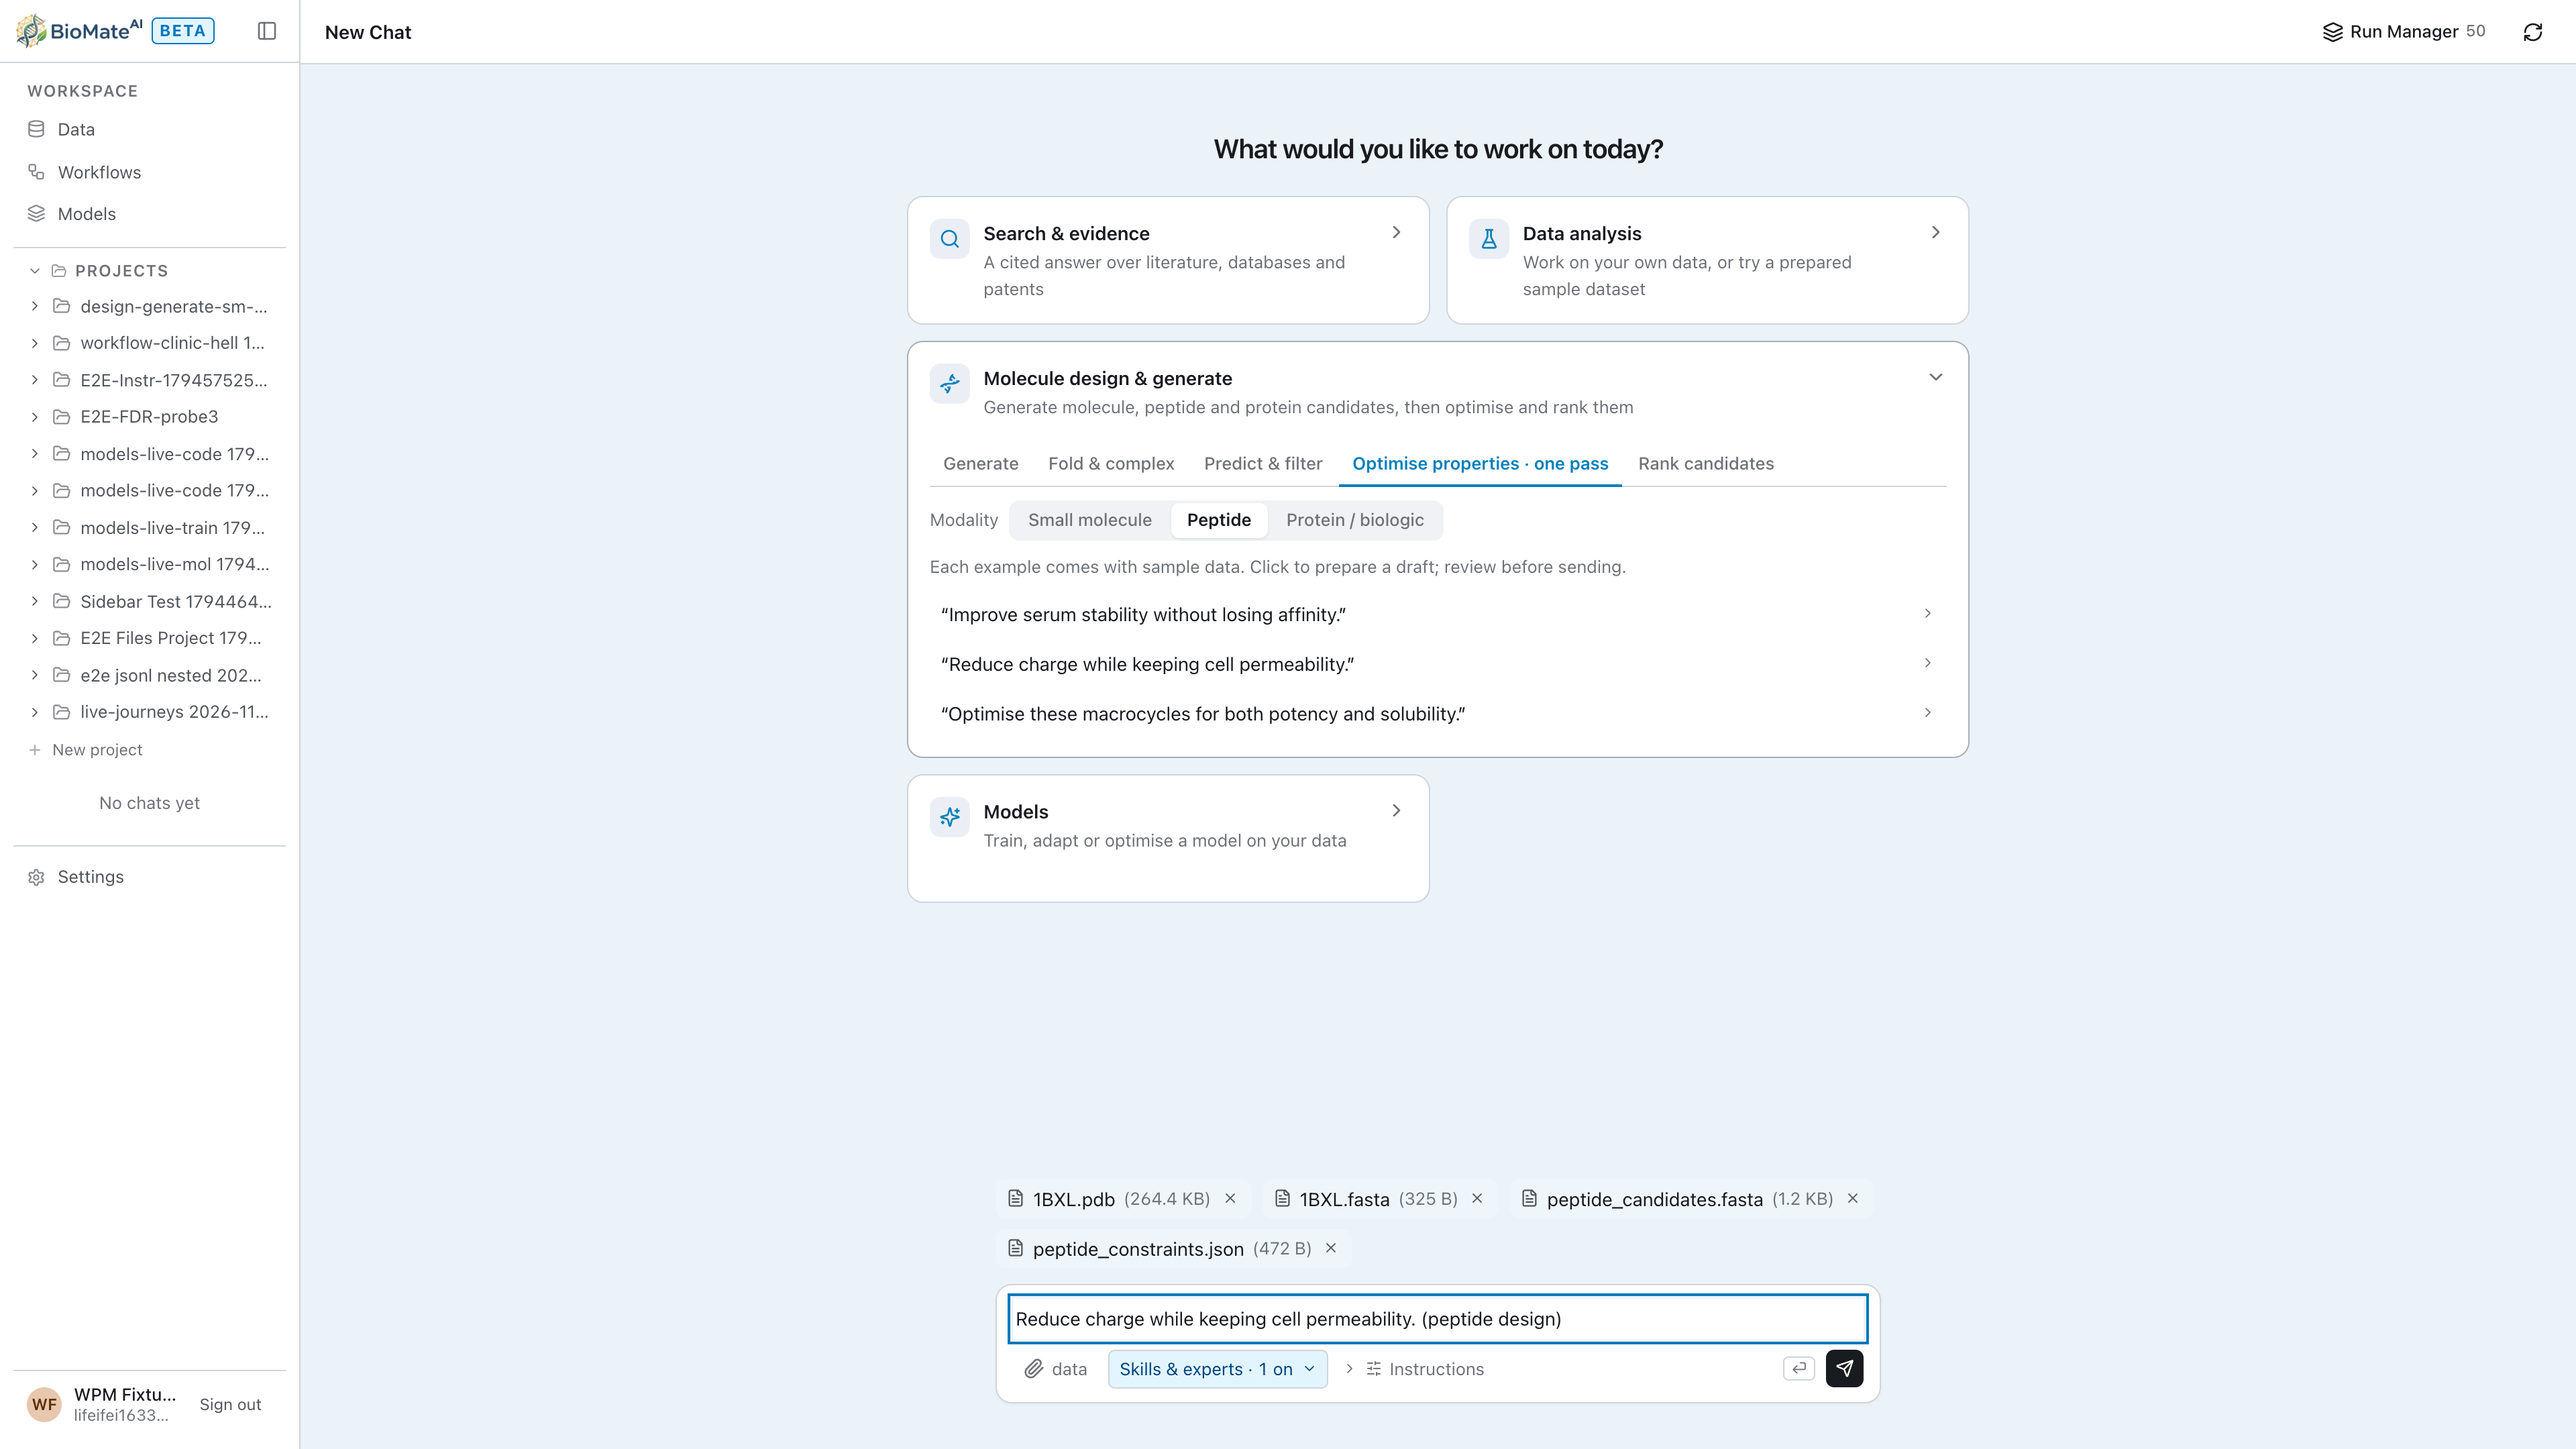 BioMate AI BETA
WORKSPACE
Data
Workflows
Models
PROJECTS
design-generate-sm-...
workflow-clinic-hell 1...
E2E-Instr-179457525...
E2E-FDR-probe3
models-live-code 179...
models-live-code 179...
models-live-train 179...
models-live-mol 1794...
Sidebar Test 1794464...
E2E Files Project 179...
e2e jsonl nested 202...
live-journeys 2026-11...
New project
No chats yet
Settings
WF
WPM Fixtu...
lifeifei1633...
Sign out
New Chat
Run Manager 50
What would you like to work on today?
Search & evidence
A cited answer over literature, databases and
patents
Data analysis
Work on your own data, or try a prepared
sample dataset
Molecule design & generate
Generate molecule, peptide and protein candidates, then optimise and rank them
Generate Fold & complex Predict & filter Optimise properties · one pass Rank candidates
Modality Small molecule Peptide Protein / biologic
Each example comes with sample data. Click to prepare a draft; review before sending.
“Improve serum stability without losing affinity.”
“Reduce charge while keeping cell permeability.”
“Optimise these macrocycles for both potency and solubility.”
Models
Train, adapt or optimise a model on your data
1BXL.pdb (264.4 KB) 1BXL.fasta (325 B) peptide_candidates.fasta (1.2 KB)
peptide_constraints.json (472 B)
Reduce charge while keeping cell permeability. (peptide design)
data Skills & experts · 1 on Instructions